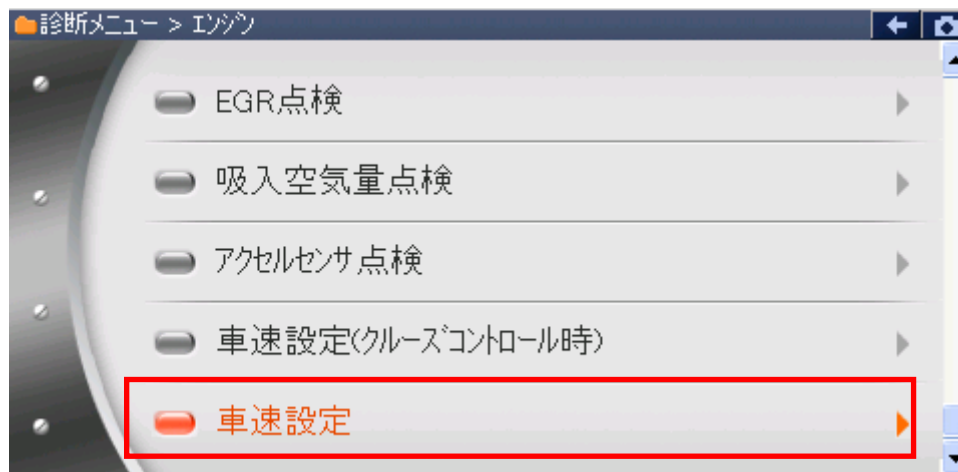 診断メニュー > エンジン
EGR点検
吸入空気量点検
アクセルセンサ点検
車速設定(クルーズコントロール時)
車速設定